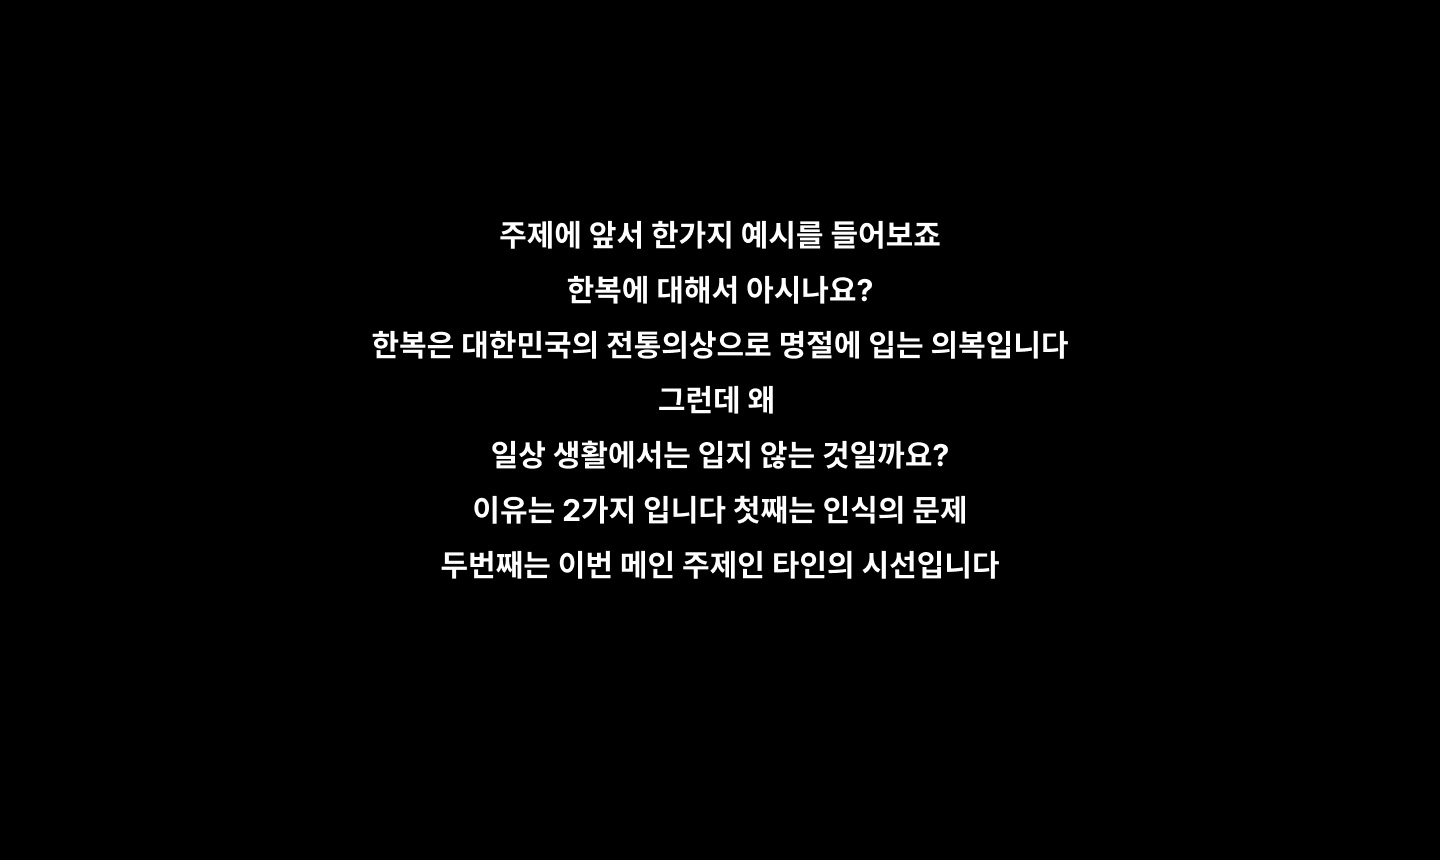 주제에 앞서 한가지 예시를 들어보죠
한복에 대해서 아시나요?
한복은 대한민국의 전통의상으로 명절에 입는 의복입니다
그런데 왜
일상 생활에서는 입지 않는 것일까요?
이유는 2가지 입니다 첫째는 인식의 문제
두번째는 이번 메인 주제인 타인의 시선입니다